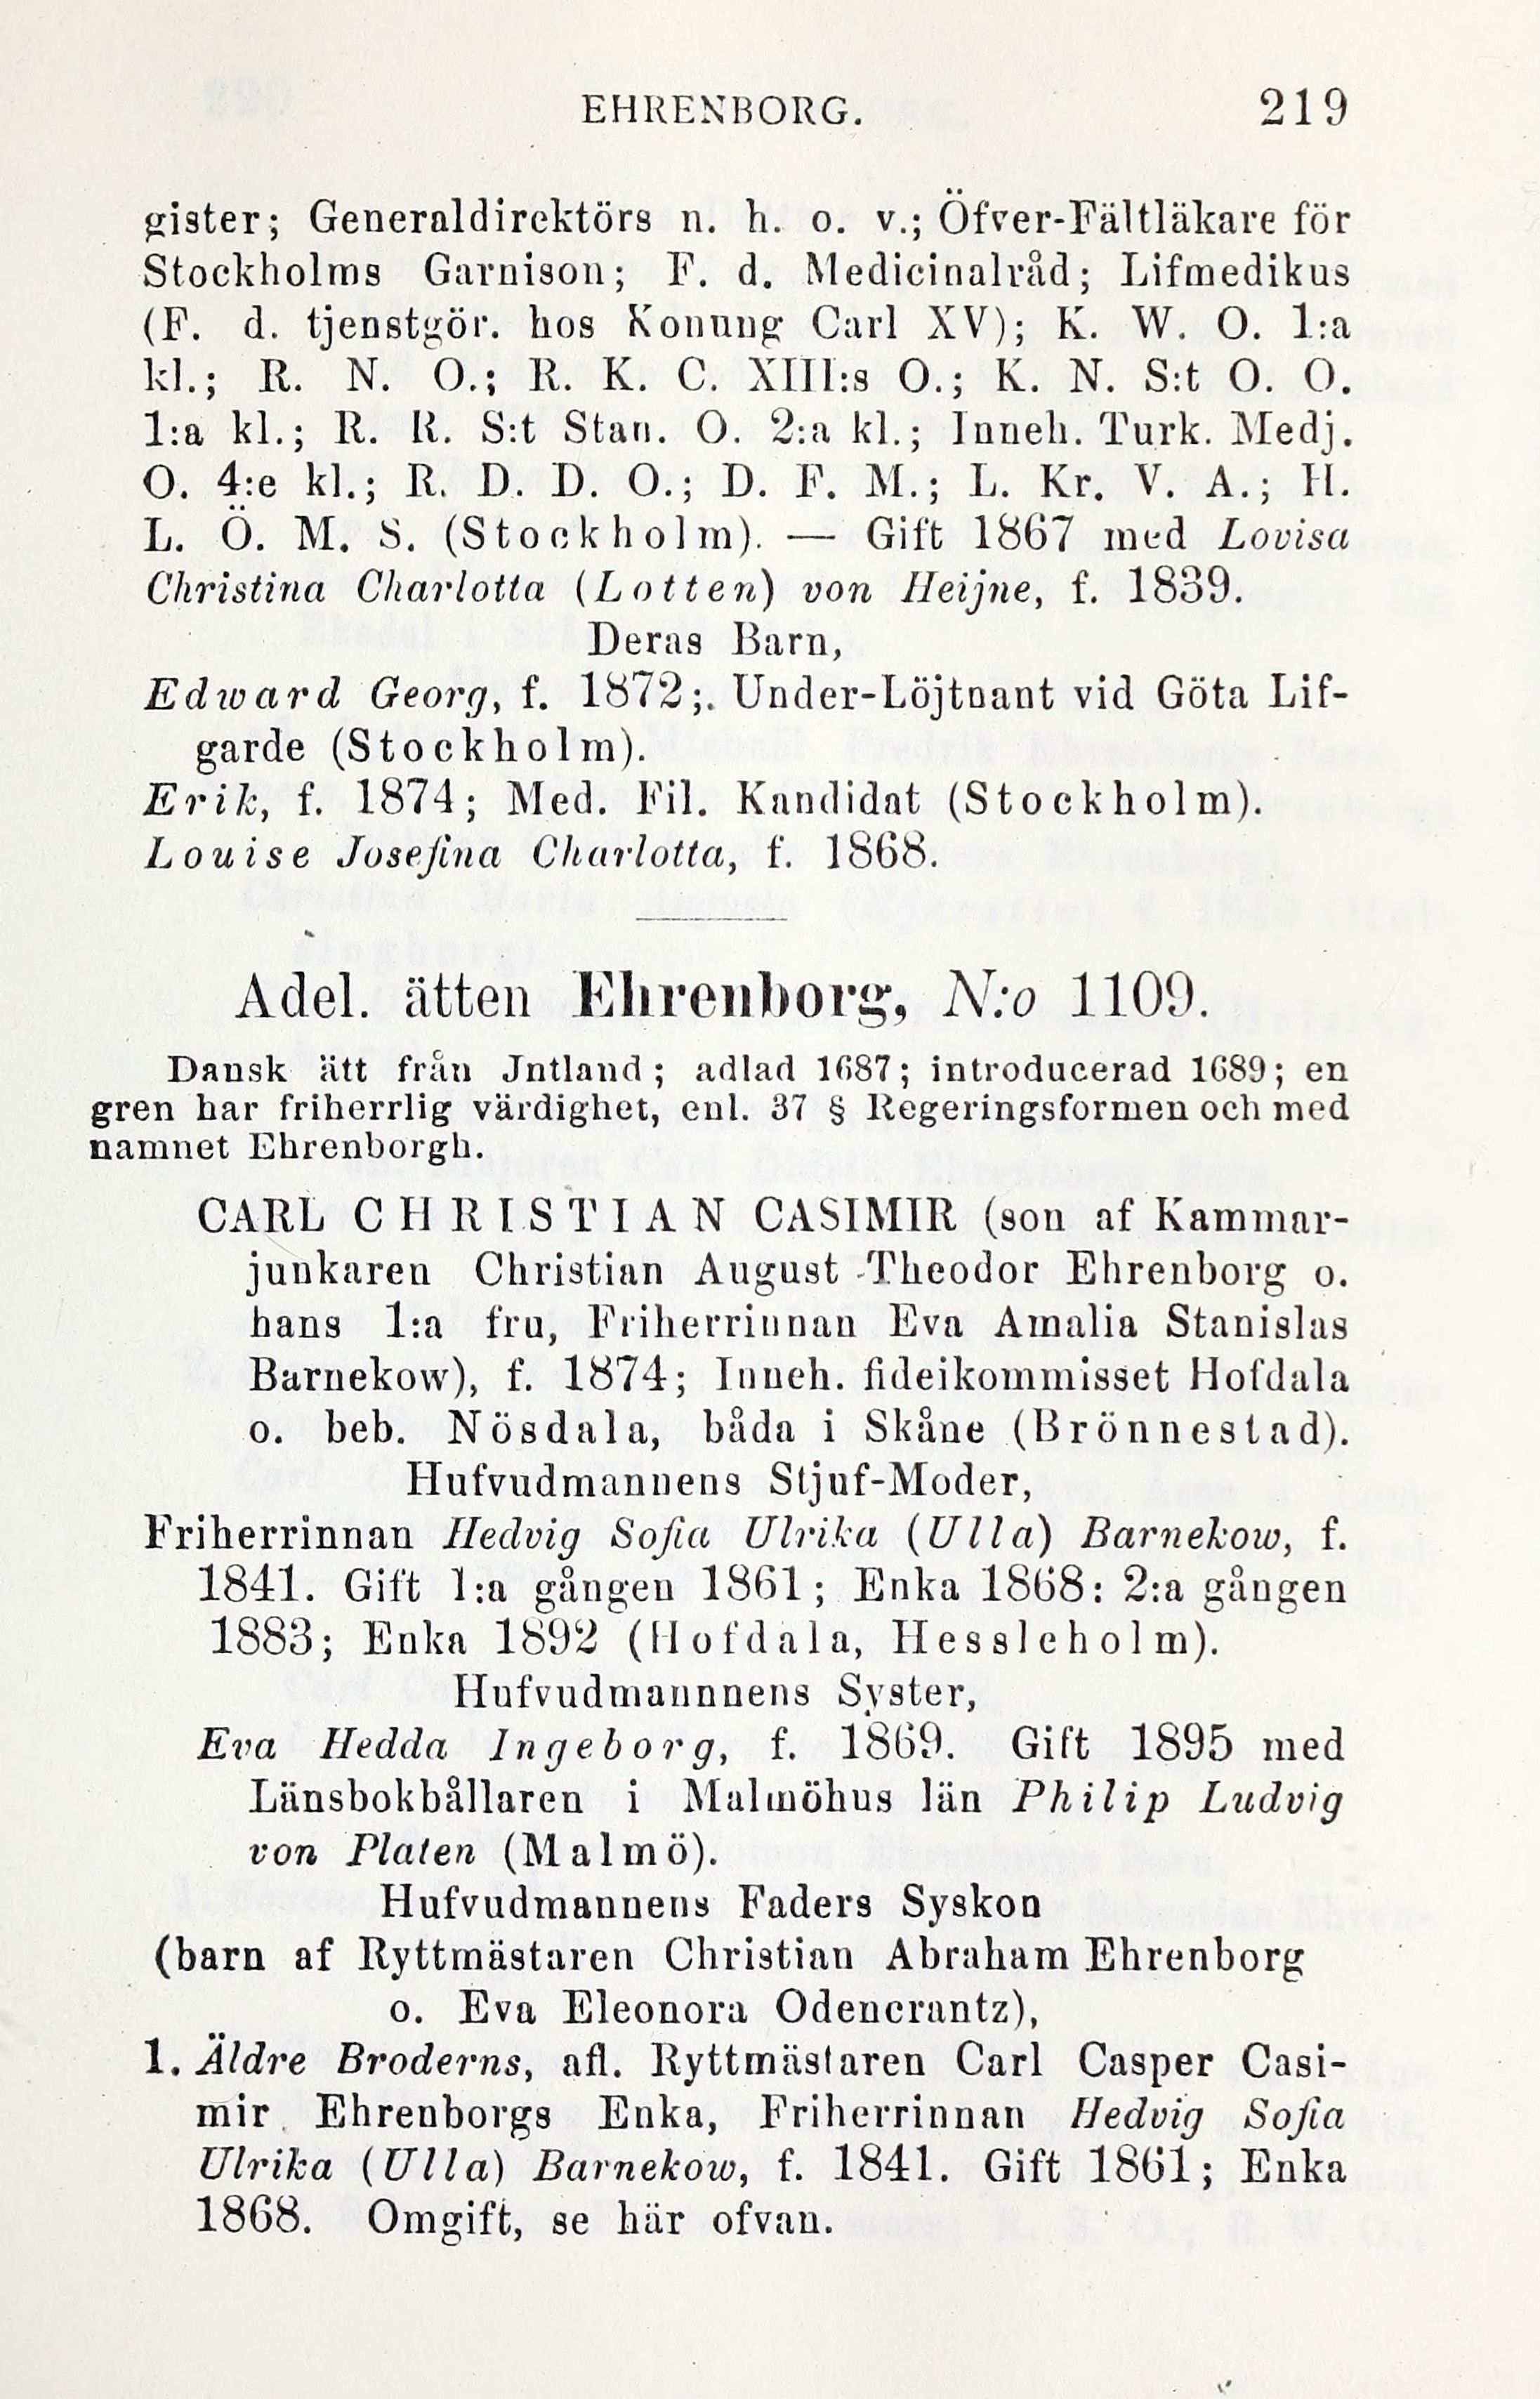 EHRENBORG. 219
gister; Generaldirektörs n. h. o. v.; Öfver-Fältläkare för
Stockholms Garnison; F. d. Medicinalråd; Lifmedikus
(F. d. tjenstgör. hos Konung Carl XV); K. W. O. 1:a
kl.; R. N. O.; R. K. C. XIII:s O.; K. N. S:t O. O.
1:a kl.; R. R. S:t Stan. O. 2:a kl.; Inneh. Turk. Medj.
O. 4:e kl.; R. D. D. O.; D. F. M.; L. Kr. V. A.; H.
L. Ö. M. S. (Stockholm). — Gift 1867 med Lovisa
Christina Charlotta (Lotten) von Heijne, f. 1839.
Deras Barn,
Edward Georg, f. 1872;. Under-Löjtnant vid Göta Lif-
garde (Stockholm).
Erik, f. 1874; Med. Fil. Kandidat (Stockholm).
Louise Josefina Charlotta, f. 1868.
Adel. ätten Ehrenborg, N:o 1109.
Dansk ätt från Jntland; adlad 1687; introducerad 1689; en
gren har friherrlig värdighet, enl. 37 § Regeringsformen och med
namnet Ehrenborgh.
CARL CHRISTIAN CASIMIR (son af Kammar-
junkaren Christian August Theodor Ehrenborg o.
hans 1:a fru, Friherrinnan Eva Amalia Stanislas
Barnekow), f. 1874; Inneh. fideikommisset Hofdala
o. beb. Nösdala, båda i Skåne (Brönnestad).
Hufvudmannens Stjuf-Moder,
Friherrinnan Hedvig Sofia Ulrika (Ulla) Barnekow, f.
1841. Gift 1:a gången 1861; Enka 1868: 2:a gången
1883; Enka 1892 (Hofdala, Hessleholm).
Hufvudmannnens Syster,
Eva Hedda Ingeborg, f. 1869. Gift 1895 med
Länsbokhållaren i Malmöhus län Philip Ludvig
von Platen (Malmö).
Hufvudmannens Faders Syskon
(barn af Ryttmästaren Christian Abraham Ehrenborg
o. Eva Eleonora Odencrantz),
1. Äldre Broderns, afl. Ryttmästaren Carl Casper Casi-
mir Ehrenborgs Enka, Friherrinnan Hedvig Sofia
Ulrika (Ulla) Barnekow, f. 1841. Gift 1861; Enka
1868. Omgift, se här ofvan.